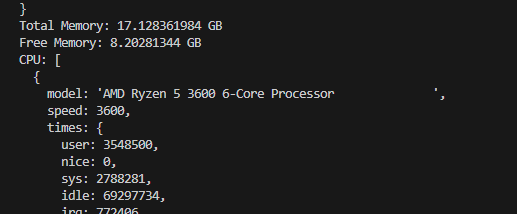 }
Total Memory: 17.128361984 GB
Free Memory: 8.20281344 GB
CPU: [
{
model: 'AMD Ryzen 5 3600 6-Core Processor              ',
speed: 3600,
times: {
user: 3548500,
nice: 0,
sys: 2788281,
idle: 69297734,
irq: 772406